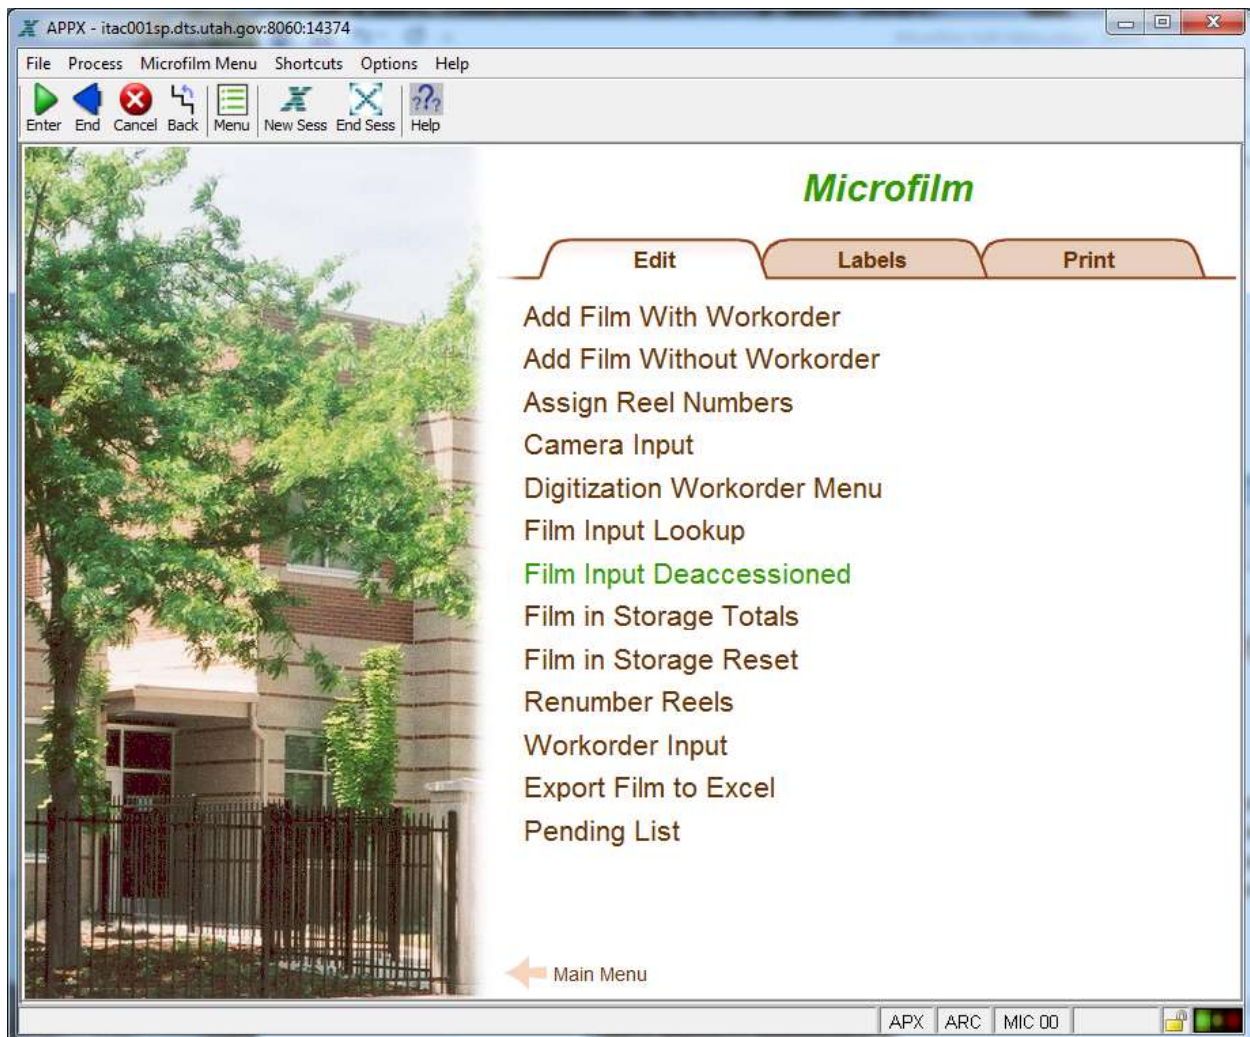 APPX - itac001sp.dts.utah.gov:8060:14374
File Process Microfilm Menu Shortcuts Options Help
Enter End Cancel Back Menu New Sess End Sess Help
Microfilm
Edit Labels Print
Add Film With Workorder
Add Film Without Workorder
Assign Reel Numbers
Camera Input
Digitization Workorder Menu
Film Input Lookup
Film Input Deaccessioned
Film in Storage Totals
Film in Storage Reset
Renumber Reels
Workorder Input
Export Film to Excel
Pending List
Main Menu
APX ARC MIC 00